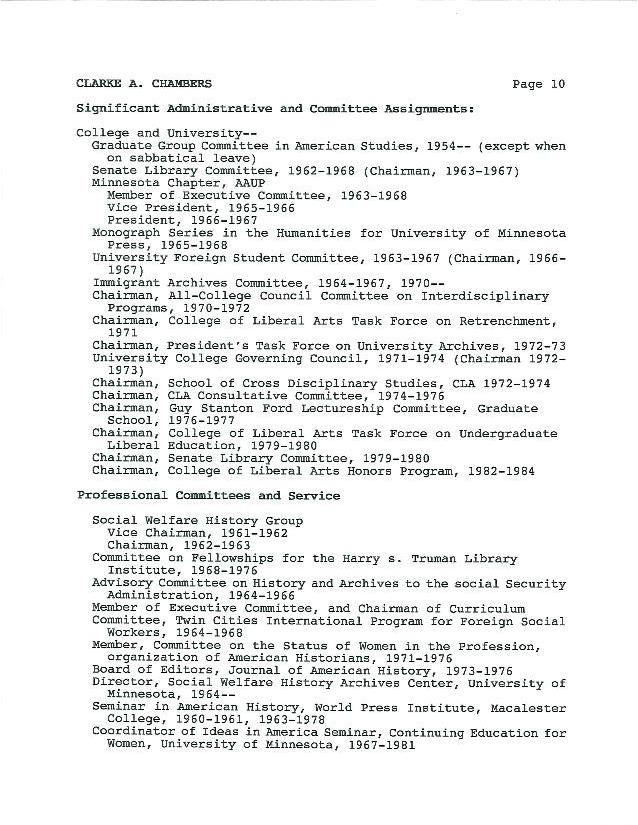 CLARKE A. CHAMBERS Page 10
Significant Administrative and Committee Assignments:
College and University--
Graduate Group Committee in American Studies, 1954-- (except when
on sabbatical leave)
Senate Library Committee, 1962-1968 (Chairman, 1963-1967)
Minnesota Chapter, AAUP
Member of Executive Committee, 1963-1968
Vice President, 1965-1966
President, 1966-1967
Monograph Series in the Humanities for University of Minnesota
Press, 1965-1968
University Foreign Student Committee, 1963-1967 (Chairman, 1966-
1967)
Immigrant Archives Committee, 1964-1967, 1970--
Chairman, All-College Council Committee on Interdisciplinary
Programs, 1970-1972
Chairman, College of Liberal Arts Task Force on Retrenchment,
1971
Chairman, President's Task Force on University Archives, 1972-73
University College Governing Council, 1971-1974 (Chairman 1972-
1973)
Chairman, School of Cross Disciplinary Studies, CLA 1972-1974
Chairman, CLA Consultative Committee, 1974-1976
Chairman, Guy Stanton Ford Lectureship Committee, Graduate
School, 1976-1977
Chairman, College of Liberal Arts Task Force on Undergraduate
Liberal Education, 1979-1980
Chairman, Senate Library Committee, 1979-1980
Chairman, College of Liberal Arts Honors Program, 1982-1984
Professional Committees and Service
Social Welfare History Group
Vice Chairman, 1961-1962
Chairman, 1962-1963
Committee on Fellowships for the Harry s. Truman Library
Institute, 1968-1976
Advisory Committee on History and Archives to the social Security
Administration, 1964-1966
Member of Executive Committee, and Chairman of Curriculum
Committee, Twin Cities International Program for Foreign Social
Workers, 1964-1968
Member, Committee on the Status of Women in the Profession,
organization of American Historians, 1971-1976
Board of Editors, Journal of American History, 1973-1976
Director, Social Welfare History Archives Center, University of
Minnesota, 1964--
Seminar in American History, World Press Institute, Macalester
College, 1960-1961, 1963-1978
Coordinator of Ideas in America Seminar, Continuing Education for
Women, University of Minnesota, 1967-1981